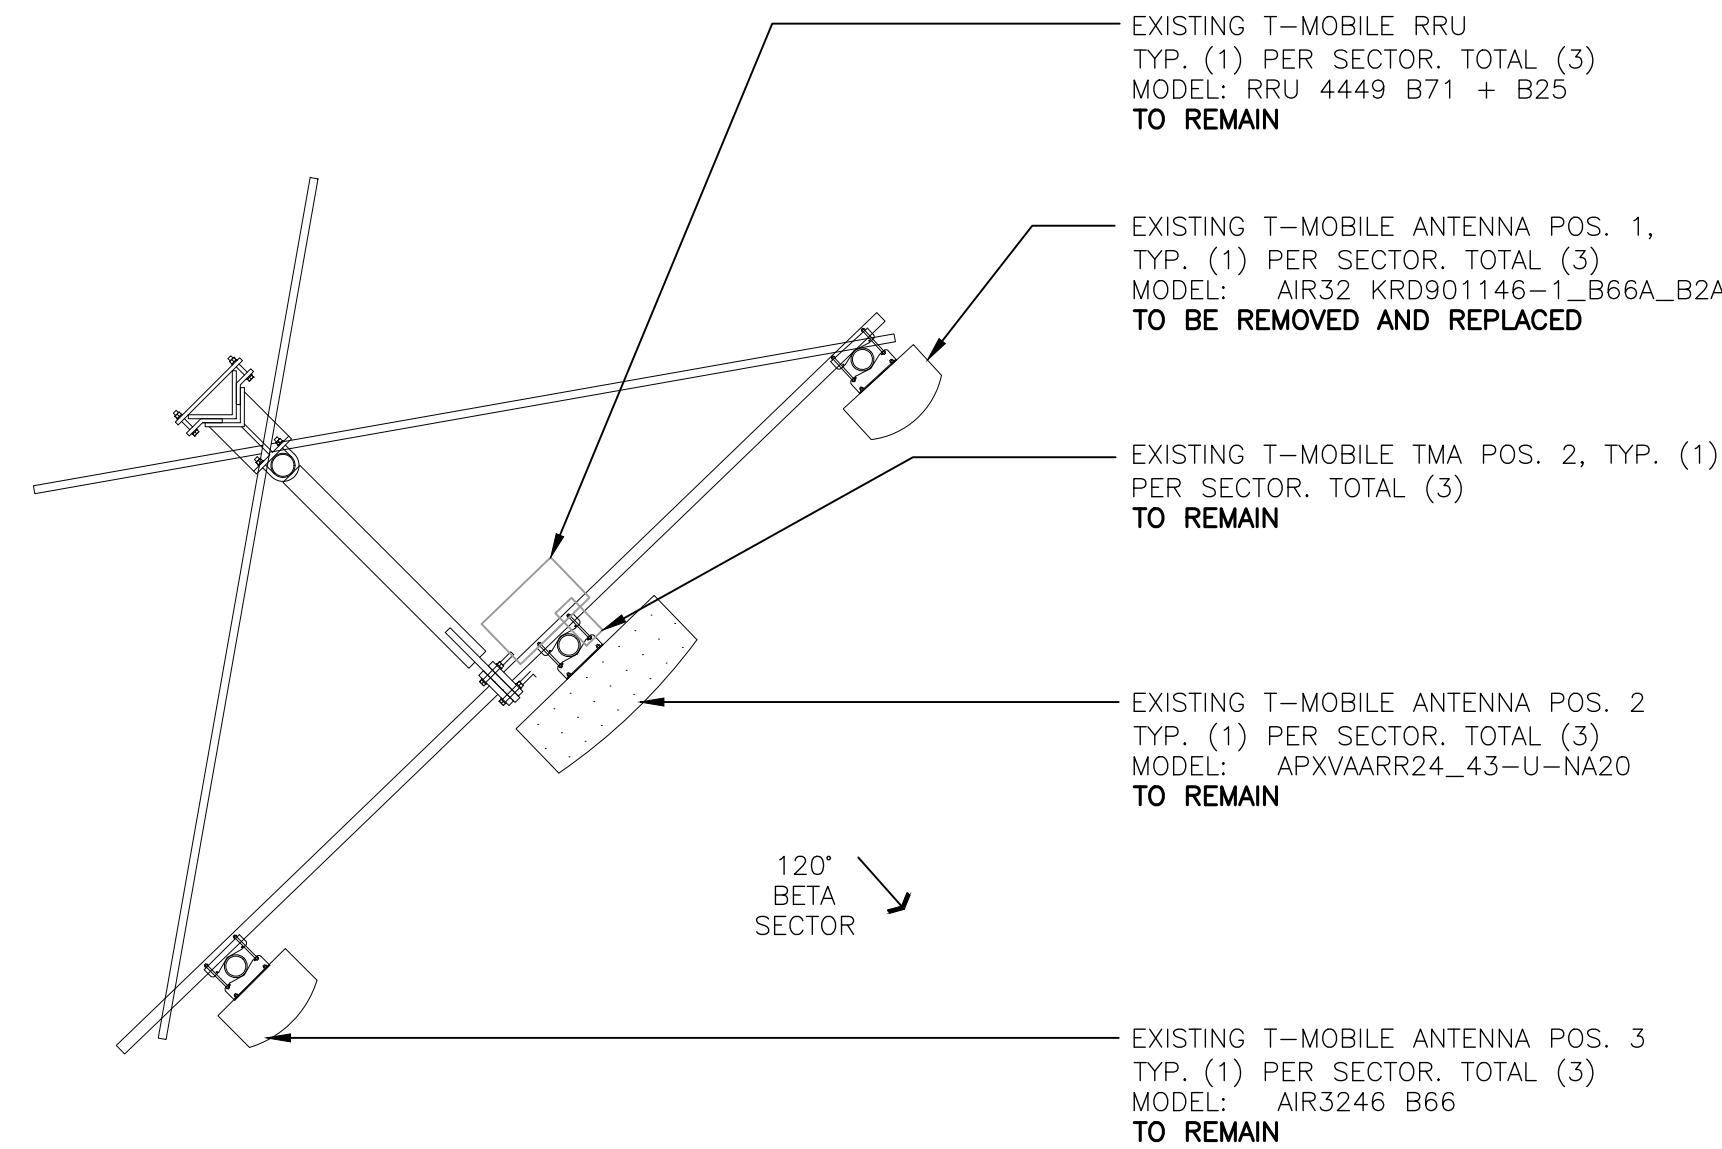 EXISTING T-MOBILE RRU
TYP. (1) PER SECTOR. TOTAL (3)
MODEL: RRU 4449 B71 + B25
TO REMAIN
EXISTING T-MOBILE ANTENNA POS. 1,
TYP. (1) PER SECTOR. TOTAL (3)
MODEL: AIR32 KRD901146-1_B66A_B2A
TO BE REMOVED AND REPLACED
EXISTING T-MOBILE TMA POS. 2, TYP. (1)
PER SECTOR. TOTAL (3)
TO REMAIN
EXISTING T-MOBILE ANTENNA POS. 2
TYP. (1) PER SECTOR. TOTAL (3)
MODEL: APXVAARR24_43-U-NA20
TO REMAIN
120°
BETA
SECTOR
EXISTING T-MOBILE ANTENNA POS. 3
TYP. (1) PER SECTOR. TOTAL (3)
MODEL: AIR3246 B66
TO REMAIN